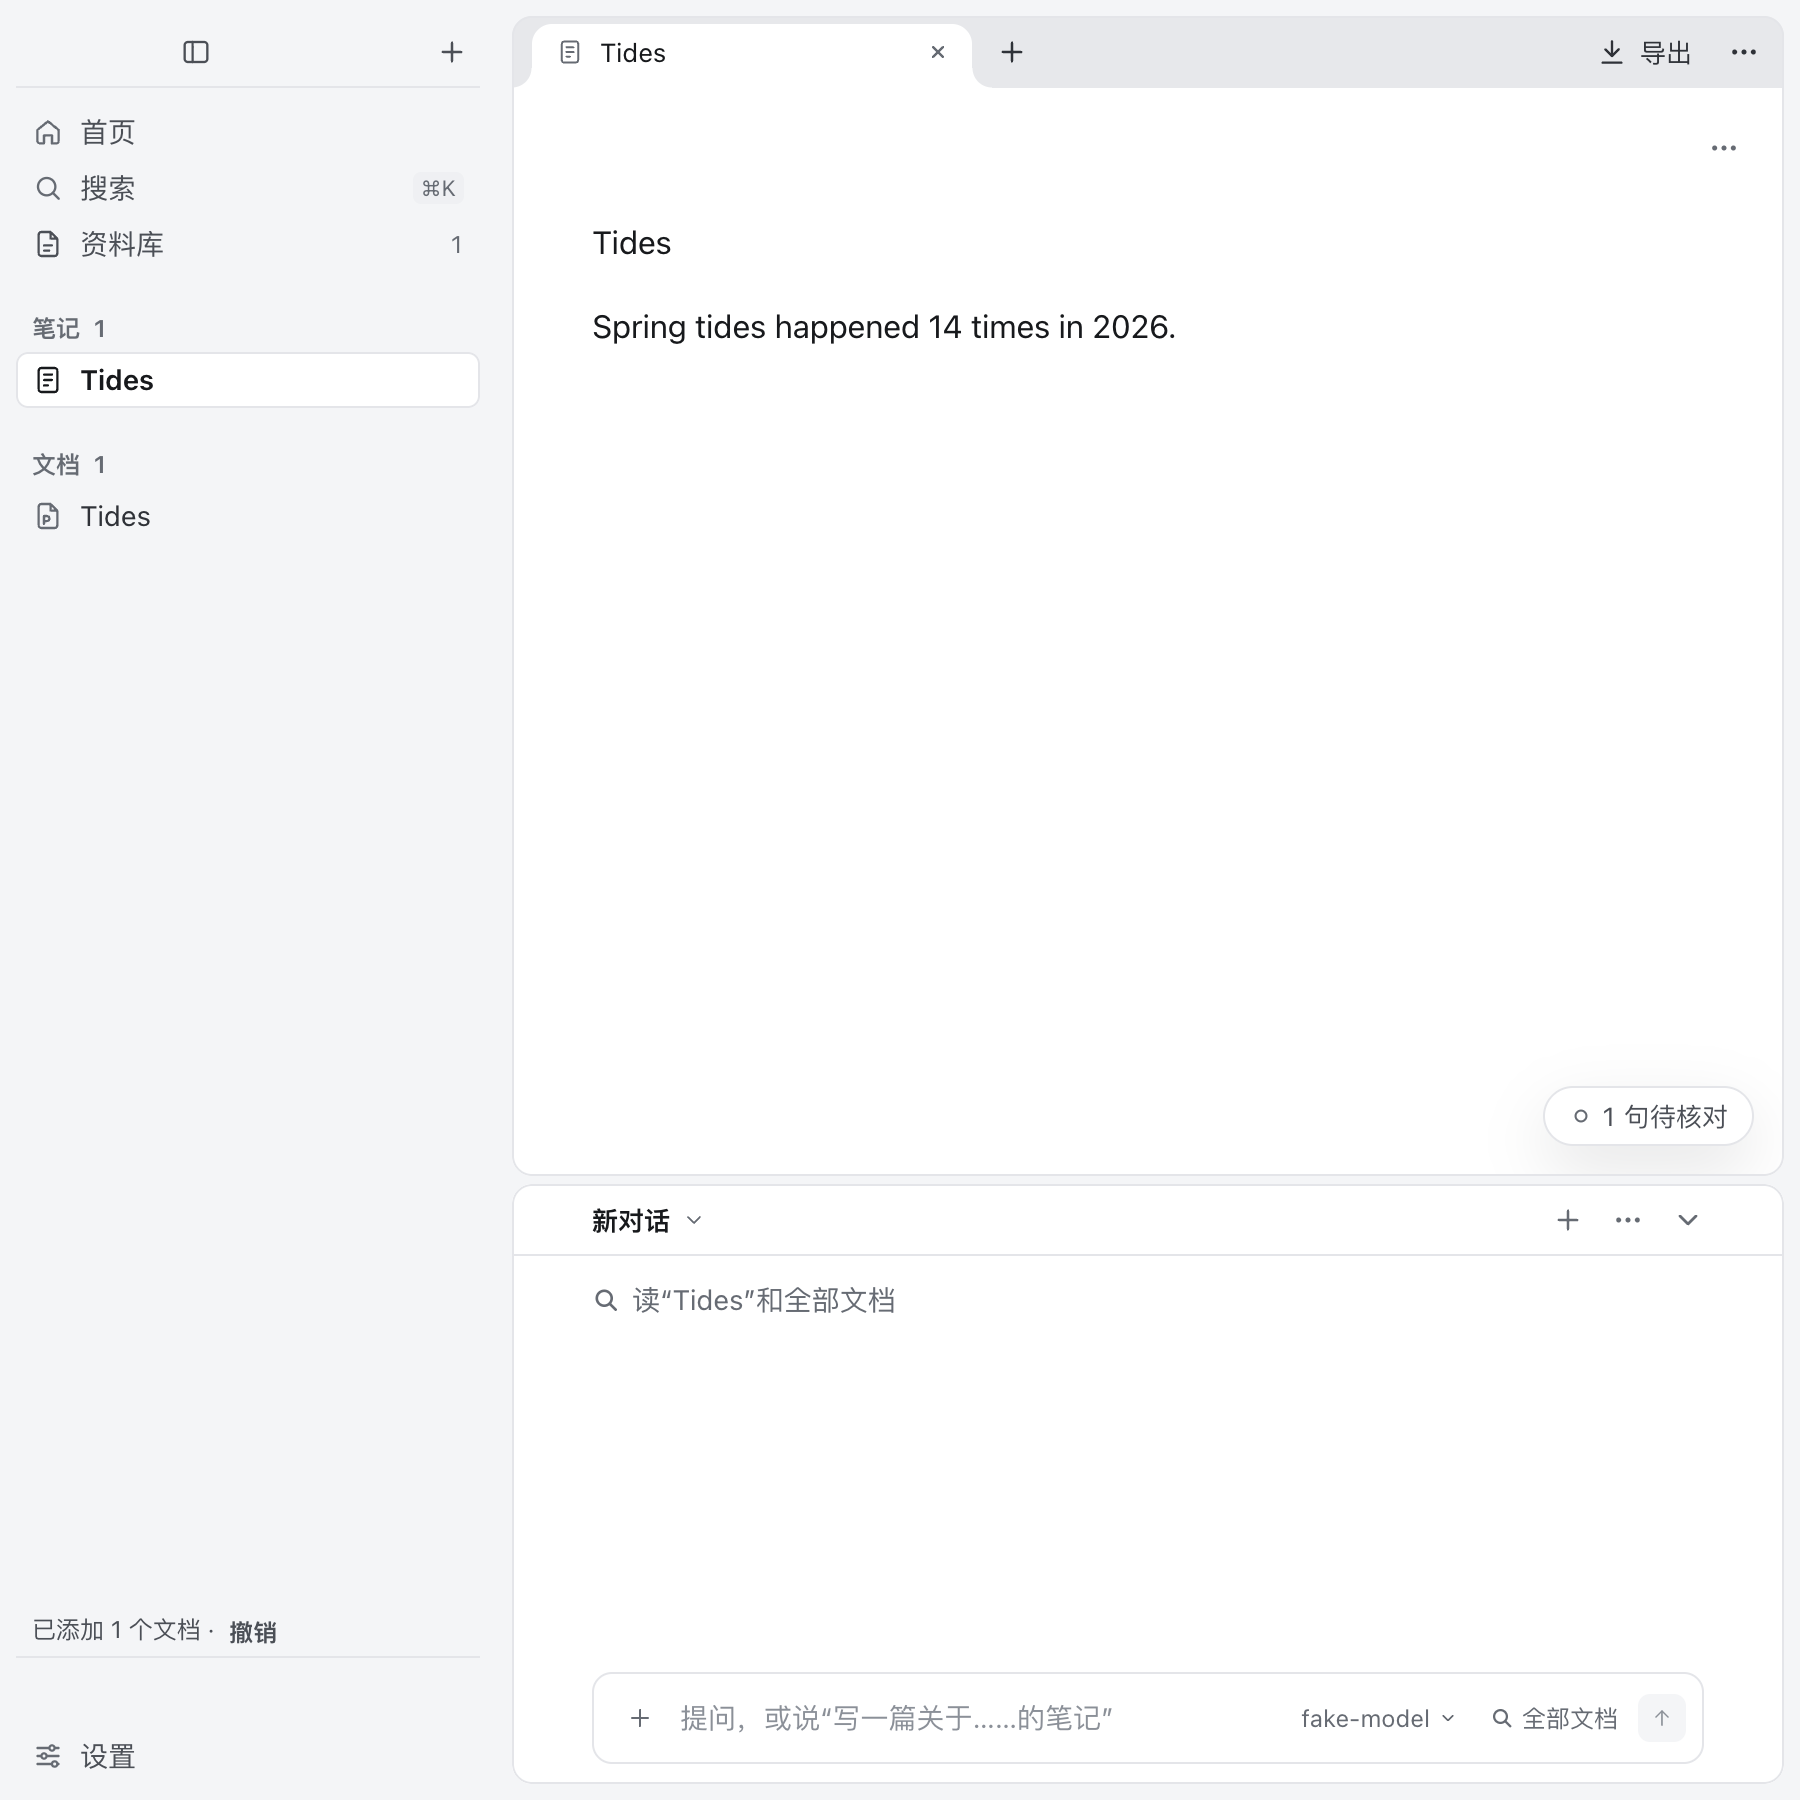 首页
搜索 ⌘K
资料库 1
笔记 1
Tides
文档 1
Tides
已添加 1 个文档 · 撤销
设置
Tides
导出
Tides
Spring tides happened 14 times in 2026.
1 句待核对
新对话
读“Tides”和全部文档
提问，或说“写一篇关于……的笔记” fake-model 全部文档